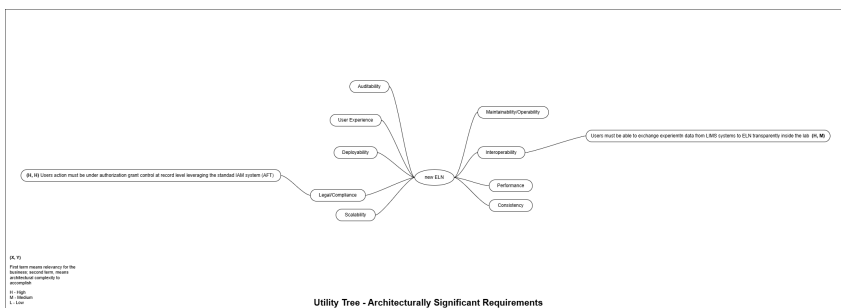 Auditability
User Experience
Maintainability/Operability
Users must be able to exchange experiemtn data from LIMS systems to ELN transparently inside the lab (H, M)
Deployability
Interoperability
(H, H) Users action must be under authorization grant control at record level leveraging the standad IAM system (AIFT)
new ELN
Performance
Legal/Compliance
Consistency
Scalability
(X, Y)
First term means relevancy for the
business; second term, means
architectural complexity to
accomplish
H - High
M - Medium
L - Low
Utility Tree - Architecturally Significant Requirements